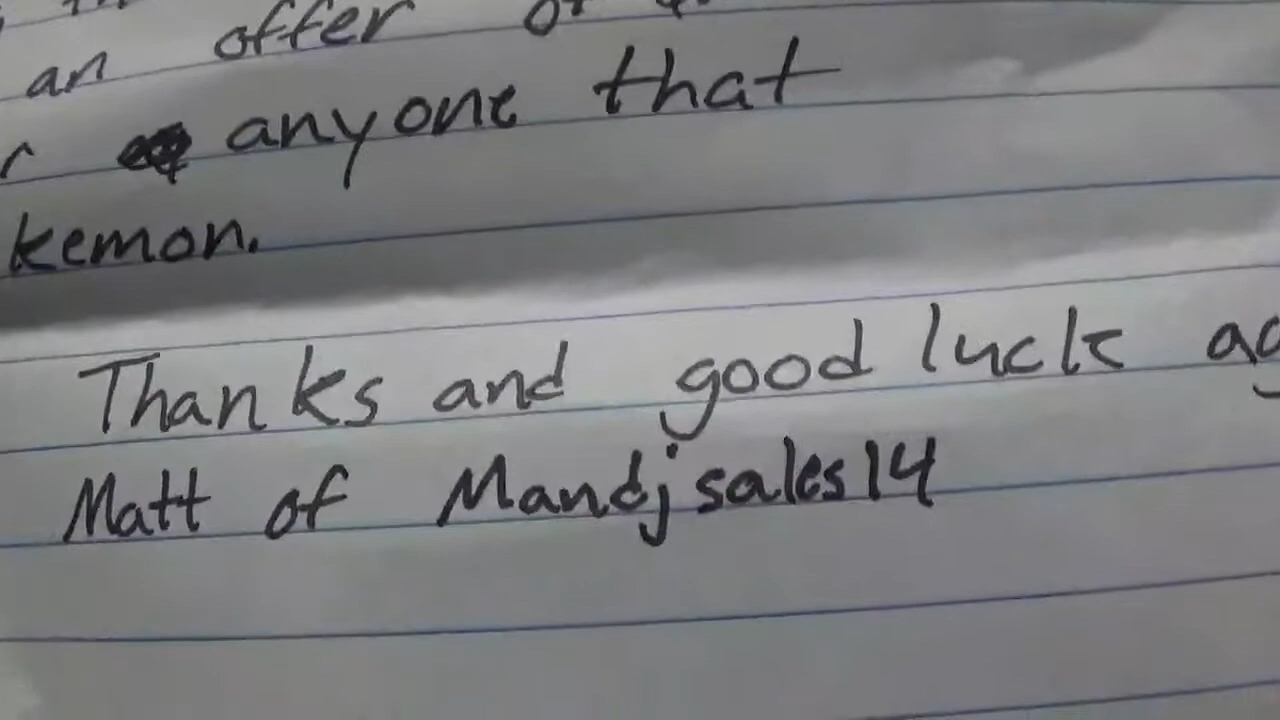 an offer
anyone that
kemon.
Thanks and good luck
Matt of Mandjsales14